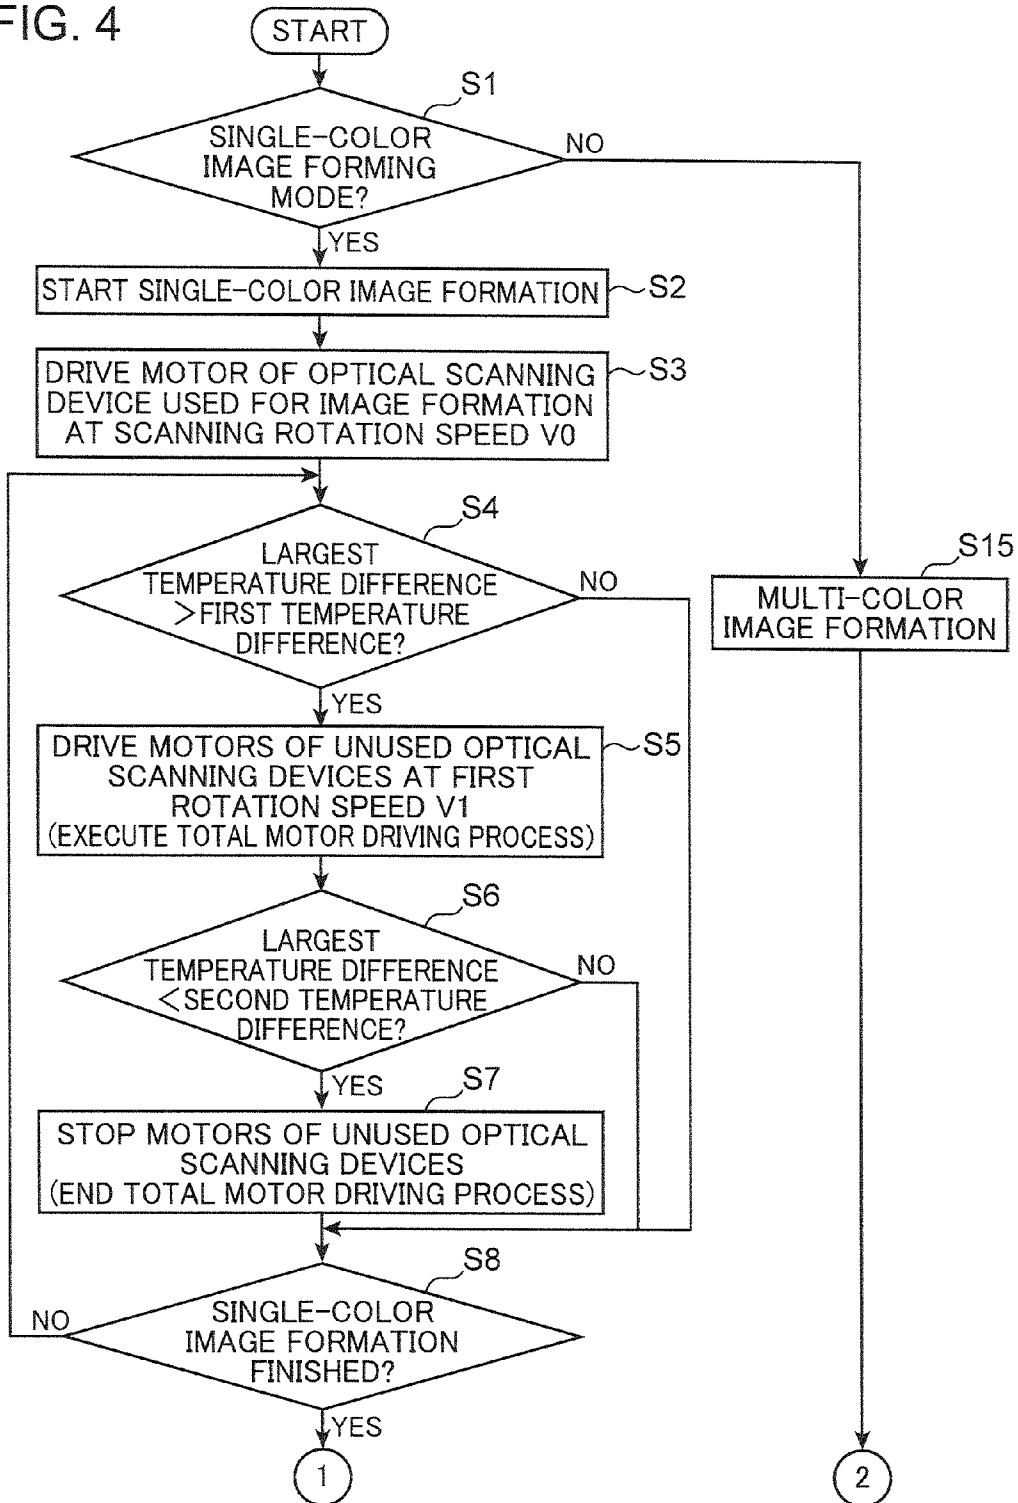 FIG. 4
START
S1
SINGLE-COLOR
IMAGE FORMING
MODE?
NO
YES
START SINGLE-COLOR IMAGE FORMATION
S2
DRIVE MOTOR OF OPTICAL SCANNING
DEVICE USED FOR IMAGE FORMATION
AT SCANNING ROTATION SPEED V0
S3
S4
LARGEST
TEMPERATURE DIFFERENCE
>FIRST TEMPERATURE
DIFFERENCE?
NO
YES
S15
MULTI-COLOR
IMAGE FORMATION
DRIVE MOTORS OF UNUSED OPTICAL
SCANNING DEVICES AT FIRST
ROTATION SPEED V1
(EXECUTE TOTAL MOTOR DRIVING PROCESS)
S5
S6
LARGEST
TEMPERATURE DIFFERENCE
<SECOND TEMPERATURE
DIFFERENCE?
NO
YES
S7
STOP MOTORS OF UNUSED OPTICAL
SCANNING DEVICES
(END TOTAL MOTOR DRIVING PROCESS)
S8
SINGLE-COLOR
IMAGE FORMATION
FINISHED?
NO
YES
1
2